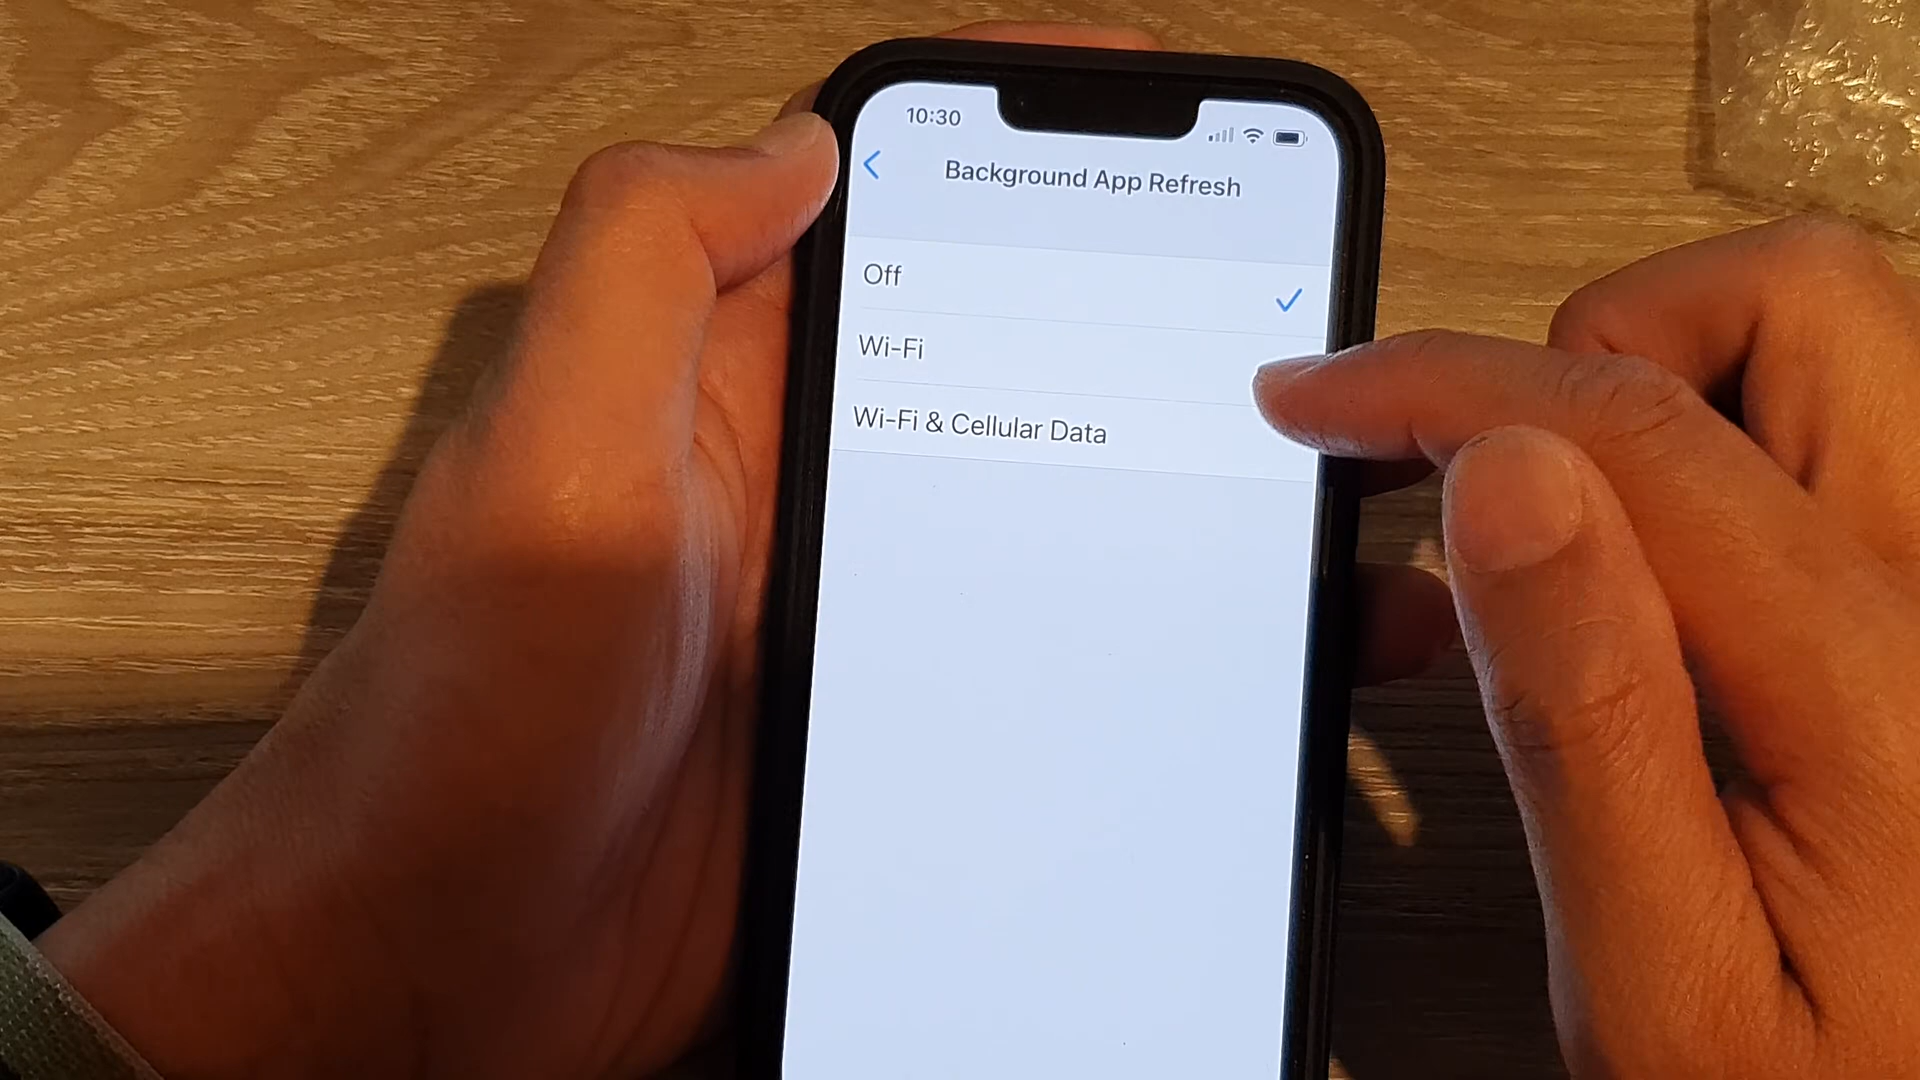 10:30
Background App Refresh
Off
Wi-Fi
Wi-Fi & Cellular Data